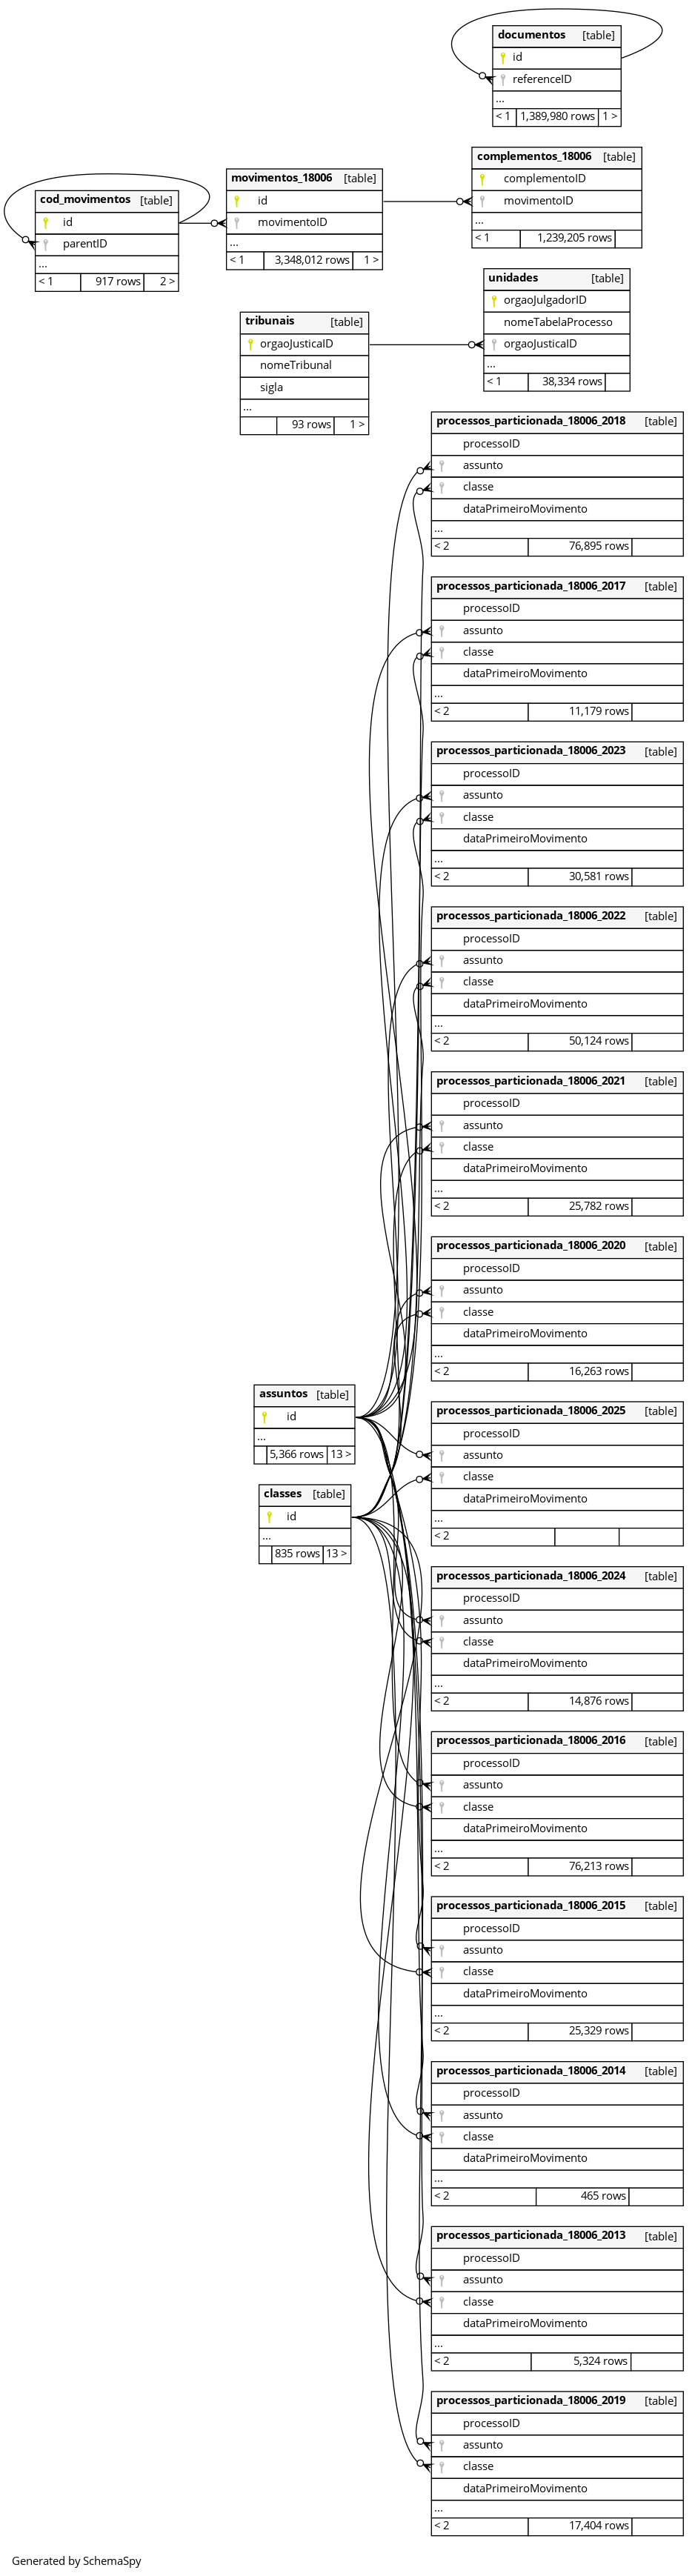 documentos [table]
id
referenceID
...
< 1 1,389,980 rows 1 >
complementos_18006 [table]
complementoID
movimentoID
...
< 1 1,239,205 rows
movimentos_18006 [table]
id
movimentoID
...
< 1 3,348,012 rows 1 >
cod_movimentos [table]
id
parentID
...
< 1 917 rows 2 >
unidades [table]
orgaoJulgadorID
nomeTabelaProcesso
orgaoJusticaID
...
< 1 38,334 rows
tribunais [table]
orgaoJusticaID
nomeTribunal
sigla
...
93 rows 1 >
processos_particionada_18006_2018 [table]
processoID
assunto
classe
dataPrimeiroMovimento
...
< 2 76,895 rows
processos_particionada_18006_2017 [table]
processoID
assunto
classe
dataPrimeiroMovimento
...
< 2 11,179 rows
processos_particionada_18006_2023 [table]
processoID
assunto
classe
dataPrimeiroMovimento
...
< 2 30,581 rows
processos_particionada_18006_2022 [table]
processoID
assunto
classe
dataPrimeiroMovimento
...
< 2 50,124 rows
processos_particionada_18006_2021 [table]
processoID
assunto
classe
dataPrimeiroMovimento
...
< 2 25,782 rows
processos_particionada_18006_2020 [table]
processoID
assunto
classe
dataPrimeiroMovimento
...
< 2 16,263 rows
assuntos [table]
id
...
5,366 rows 13 >
classes [table]
id
...
835 rows 13 >
processos_particionada_18006_2025 [table]
processoID
assunto
classe
dataPrimeiroMovimento
...
< 2
processos_particionada_18006_2024 [table]
processoID
assunto
classe
dataPrimeiroMovimento
...
< 2 14,876 rows
processos_particionada_18006_2016 [table]
processoID
assunto
classe
dataPrimeiroMovimento
...
< 2 76,213 rows
processos_particionada_18006_2015 [table]
processoID
assunto
classe
dataPrimeiroMovimento
...
< 2 25,329 rows
processos_particionada_18006_2014 [table]
processoID
assunto
classe
dataPrimeiroMovimento
...
< 2 465 rows
processos_particionada_18006_2013 [table]
processoID
assunto
classe
dataPrimeiroMovimento
...
< 2 5,324 rows
processos_particionada_18006_2019 [table]
processoID
assunto
classe
dataPrimeiroMovimento
...
< 2 17,404 rows
Generated by SchemaSpy